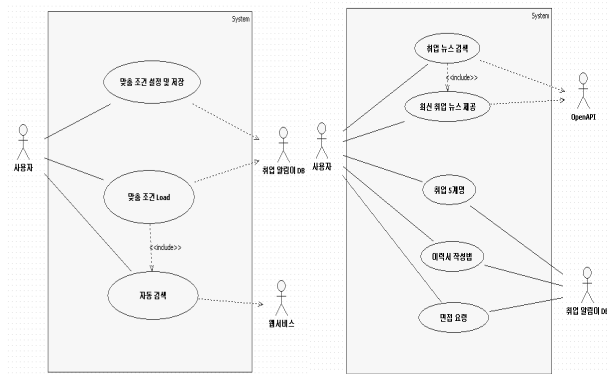 System
맞춤 조건 설정 및 저장
사용자
취업 알림이 DB
맞춤 조건 Load
<<include>>
자동 검색
웹서비스
System
취업 뉴스 검색
<<include>>
최신 취업 뉴스 제공
OpenAPI
사용자
취업 5계명
이력서 작성법
취업 알림이 DB
면접 요령